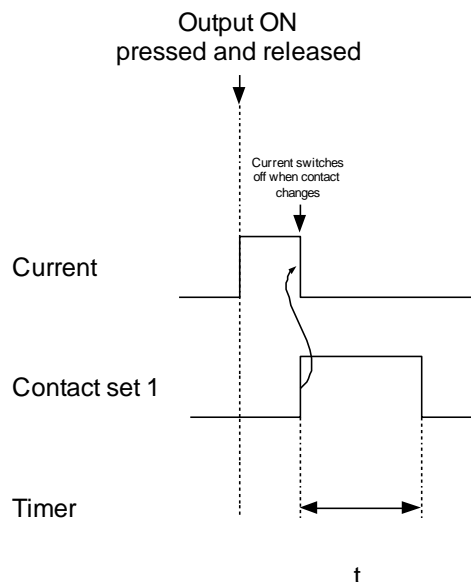 Output ON
pressed and released
Current switches
off when contact
changes
Current
Contact set 1
Timer
t